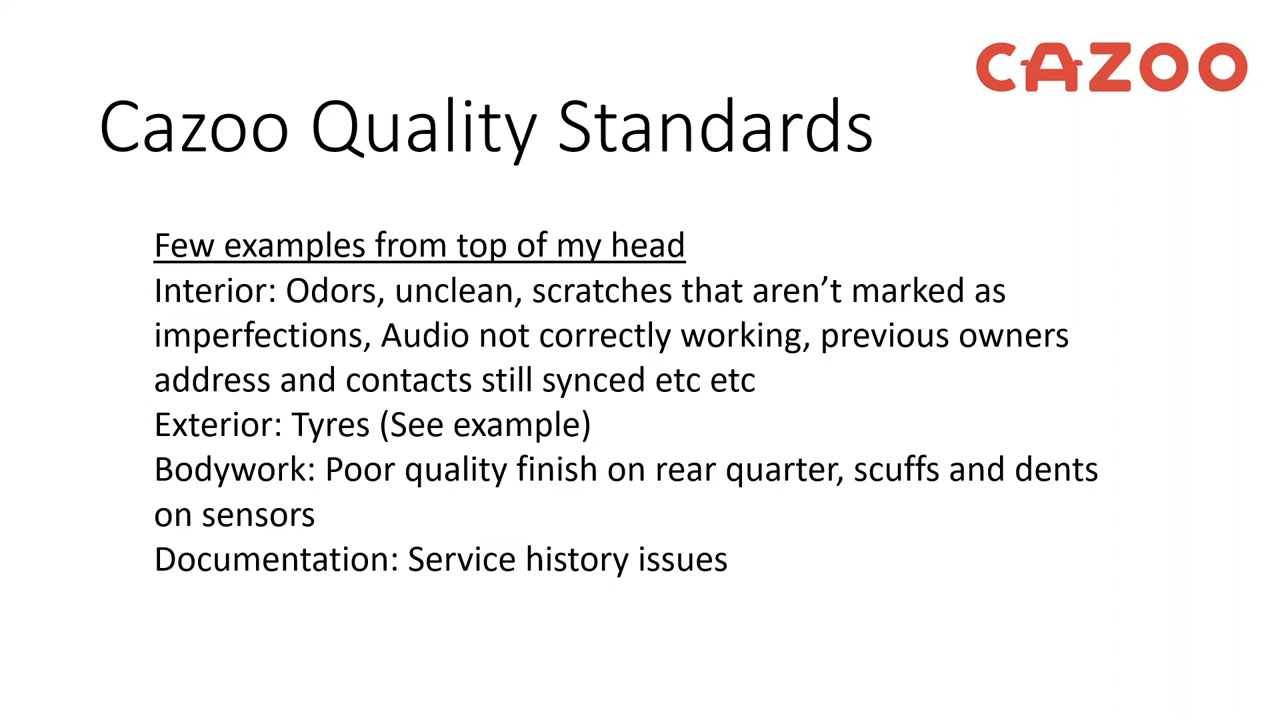 CAZOO
Cazoo Quality Standards
Few examples from top of my head
Interior: Odors, unclean, scratches that aren’t marked as
imperfections, Audio not correctly working, previous owners
address and contacts still synced etc etc
Exterior: Tyres (See example)
Bodywork: Poor quality finish on rear quarter, scuffs and dents
on sensors
Documentation: Service history issues